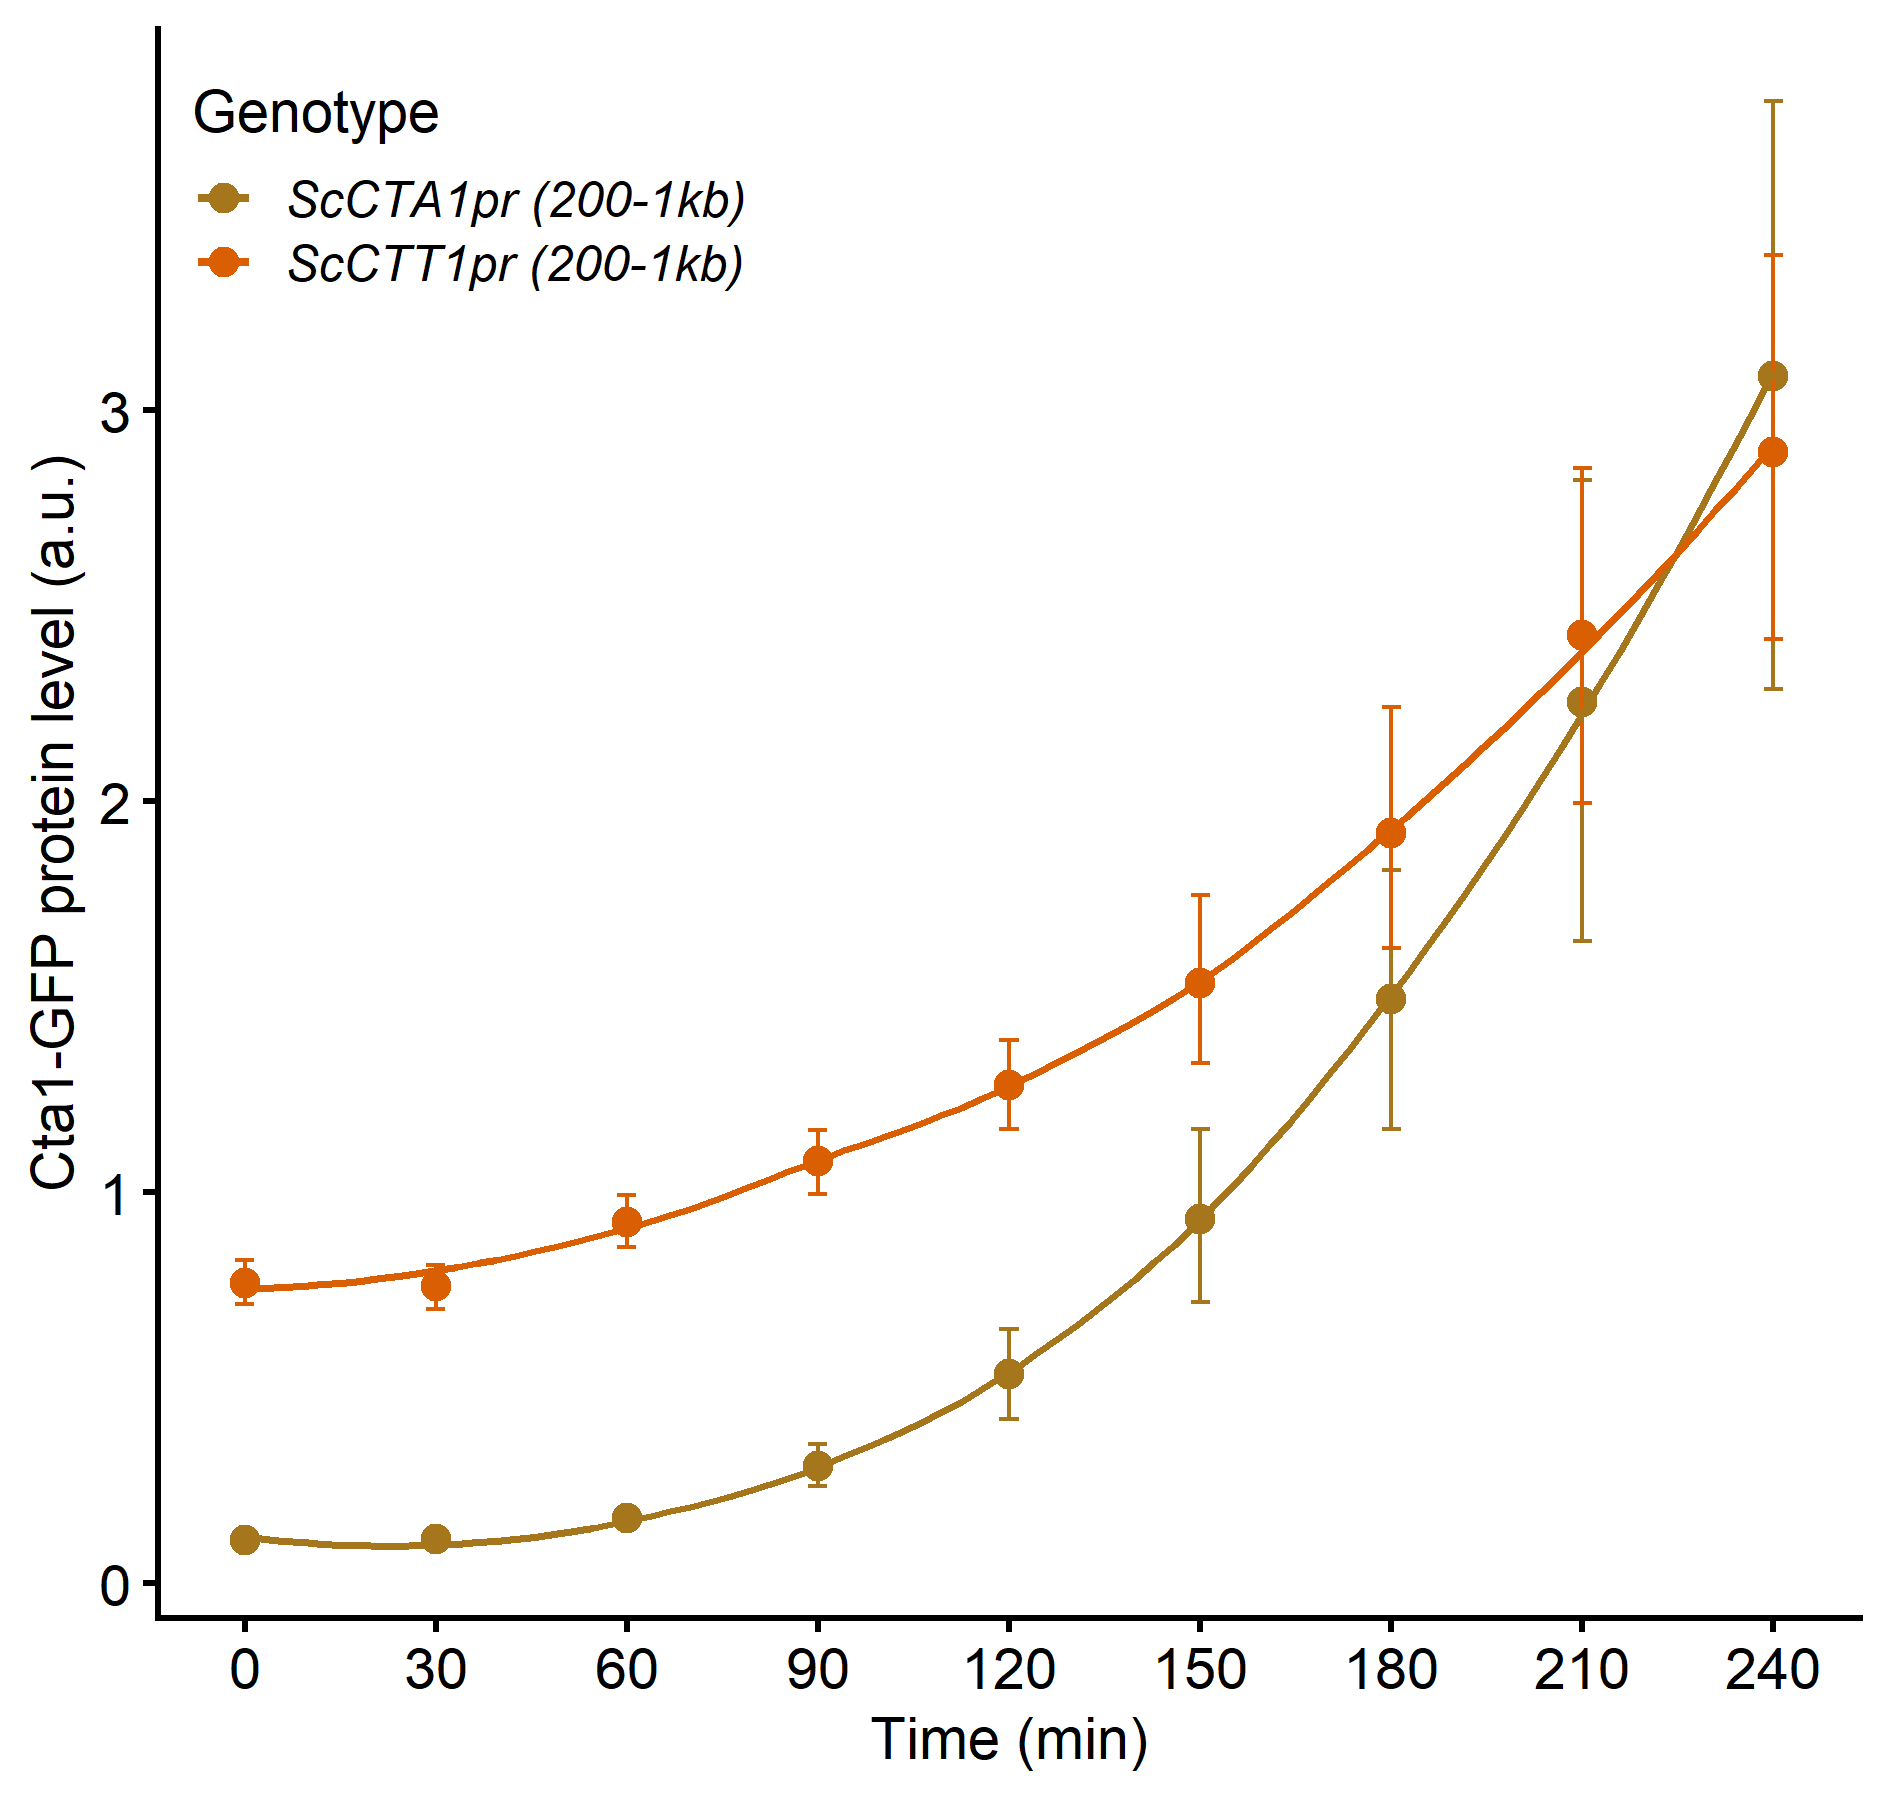 Genotype
ScCTA1pr (200-1kb)
ScCTT1pr (200-1kb)
Cta1-GFP protein level (a.u.)
3
2
1
0
0 30 60 90 120 150 180 210 240
Time (min)